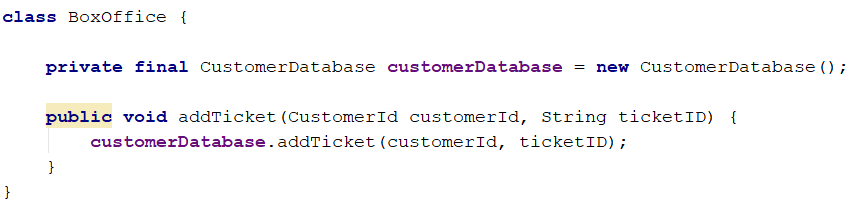 class BoxOffice {
private final CustomerDatabase customerDatabase = new CustomerDatabase();
public void addTicket(CustomerId customerId, String ticketID) {
customerDatabase.addTicket(customerId, ticketID);
}
}